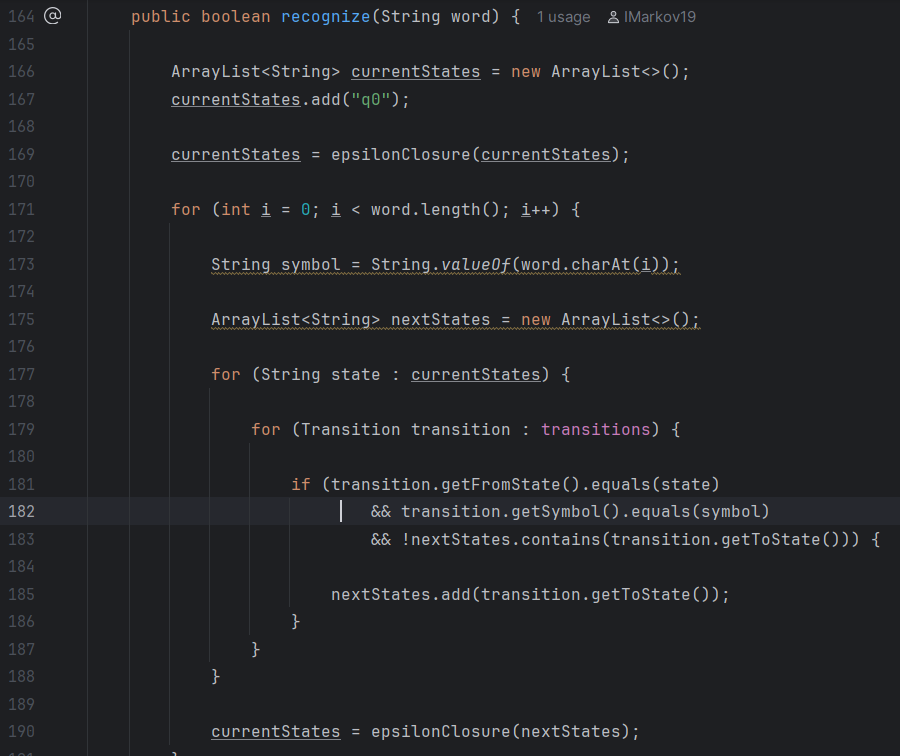 164 @ public boolean recognize(String word) { 1 usage IMarkov19
165
166 ArrayList<String> currentStates = new ArrayList<>();
167 currentStates.add("q0");
168
169 currentStates = epsilonClosure(currentStates);
170
171 for (int i = 0; i < word.length(); i++) {
172
173 String symbol = String.valueOf(word.charAt(i));
174
175 ArrayList<String> nextStates = new ArrayList<>();
176
177 for (String state : currentStates) {
178
179 for (Transition transition : transitions) {
180
181 if (transition.getFromState().equals(state)
182 && transition.getSymbol().equals(symbol)
183 && !nextStates.contains(transition.getToState())) {
184
185 nextStates.add(transition.getToState());
186 }
187 }
188 }
189
190 currentStates = epsilonClosure(nextStates);